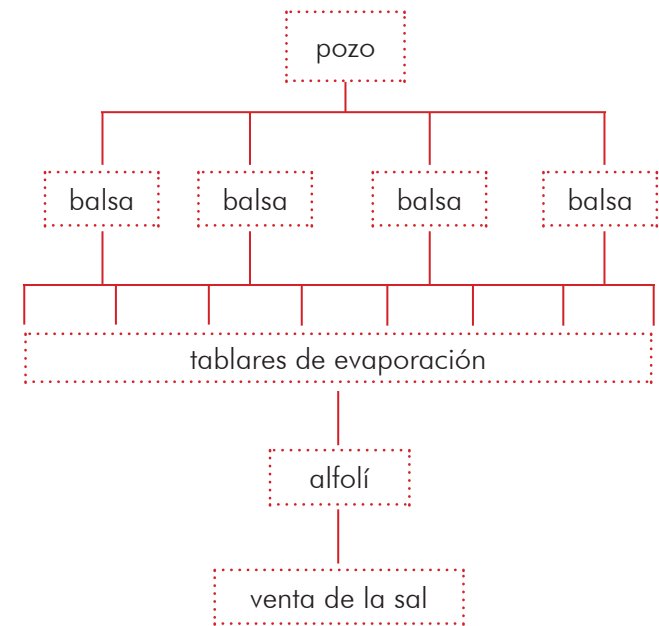 pozo
balsa balsa balsa balsa
tablares de evaporación
alfolí
venta de la sal